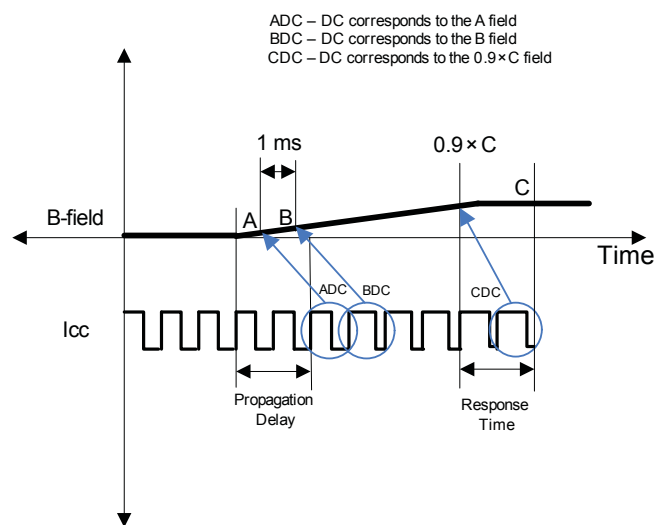 ADC – DC corresponds to the A field
BDC – DC corresponds to the B field
CDC – DC corresponds to the 0.9×C field
1 ms
0.9×C
A
B
C
B-field
Time
ADC
BDC
CDC
Icc
Propagation
Delay
Response
Time